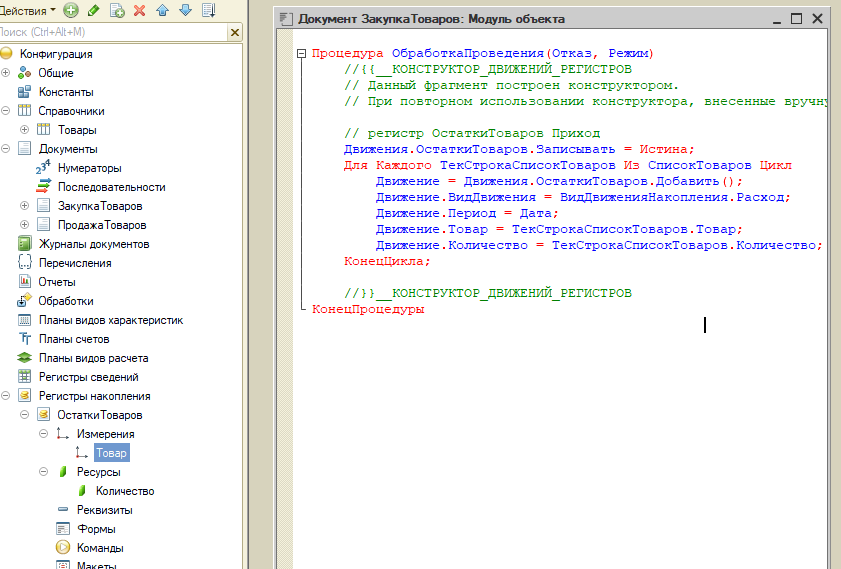 Действия
Поиск (Ctrl+Alt+M)
Конфигурация
Общие
Константы
Справочники
Товары
Документы
Нумераторы
Последовательности
ЗакупкаТоваров
ПродажаТоваров
Журналы документов
Перечисления
Отчеты
Обработки
Планы видов характеристик
Планы счетов
Планы видов расчета
Регистры сведений
Регистры накопления
ОстаткиТоваров
Измерения
Товар
Ресурсы
Количество
Реквизиты
Формы
Команды
Макеты
Документ ЗакупкаТоваров: Модуль объекта
Процедура ОбработкаПроведения(Отказ, Режим)
//{{__КОНСТРУКТОР_ДВИЖЕНИЙ_РЕГИСТРОВ
// Данный фрагмент построен конструктором.
// При повторном использовании конструктора, внесенные вручну
// регистр ОстаткиТоваров Приход
Движения.ОстаткиТоваров.Записывать = Истина;
Для Каждого ТекСтрокаСписокТоваров Из СписокТоваров Цикл
Движение = Движения.ОстаткиТоваров.Добавить();
Движение.ВидДвижения = ВидДвиженияНакопления.Расход;
Движение.Период = Дата;
Движение.Товар = ТекСтрокаСписокТоваров.Товар;
Движение.Количество = ТекСтрокаСписокТоваров.Количество;
КонецЦикла;
//}}__КОНСТРУКТОР_ДВИЖЕНИЙ_РЕГИСТРОВ
КонецПроцедуры